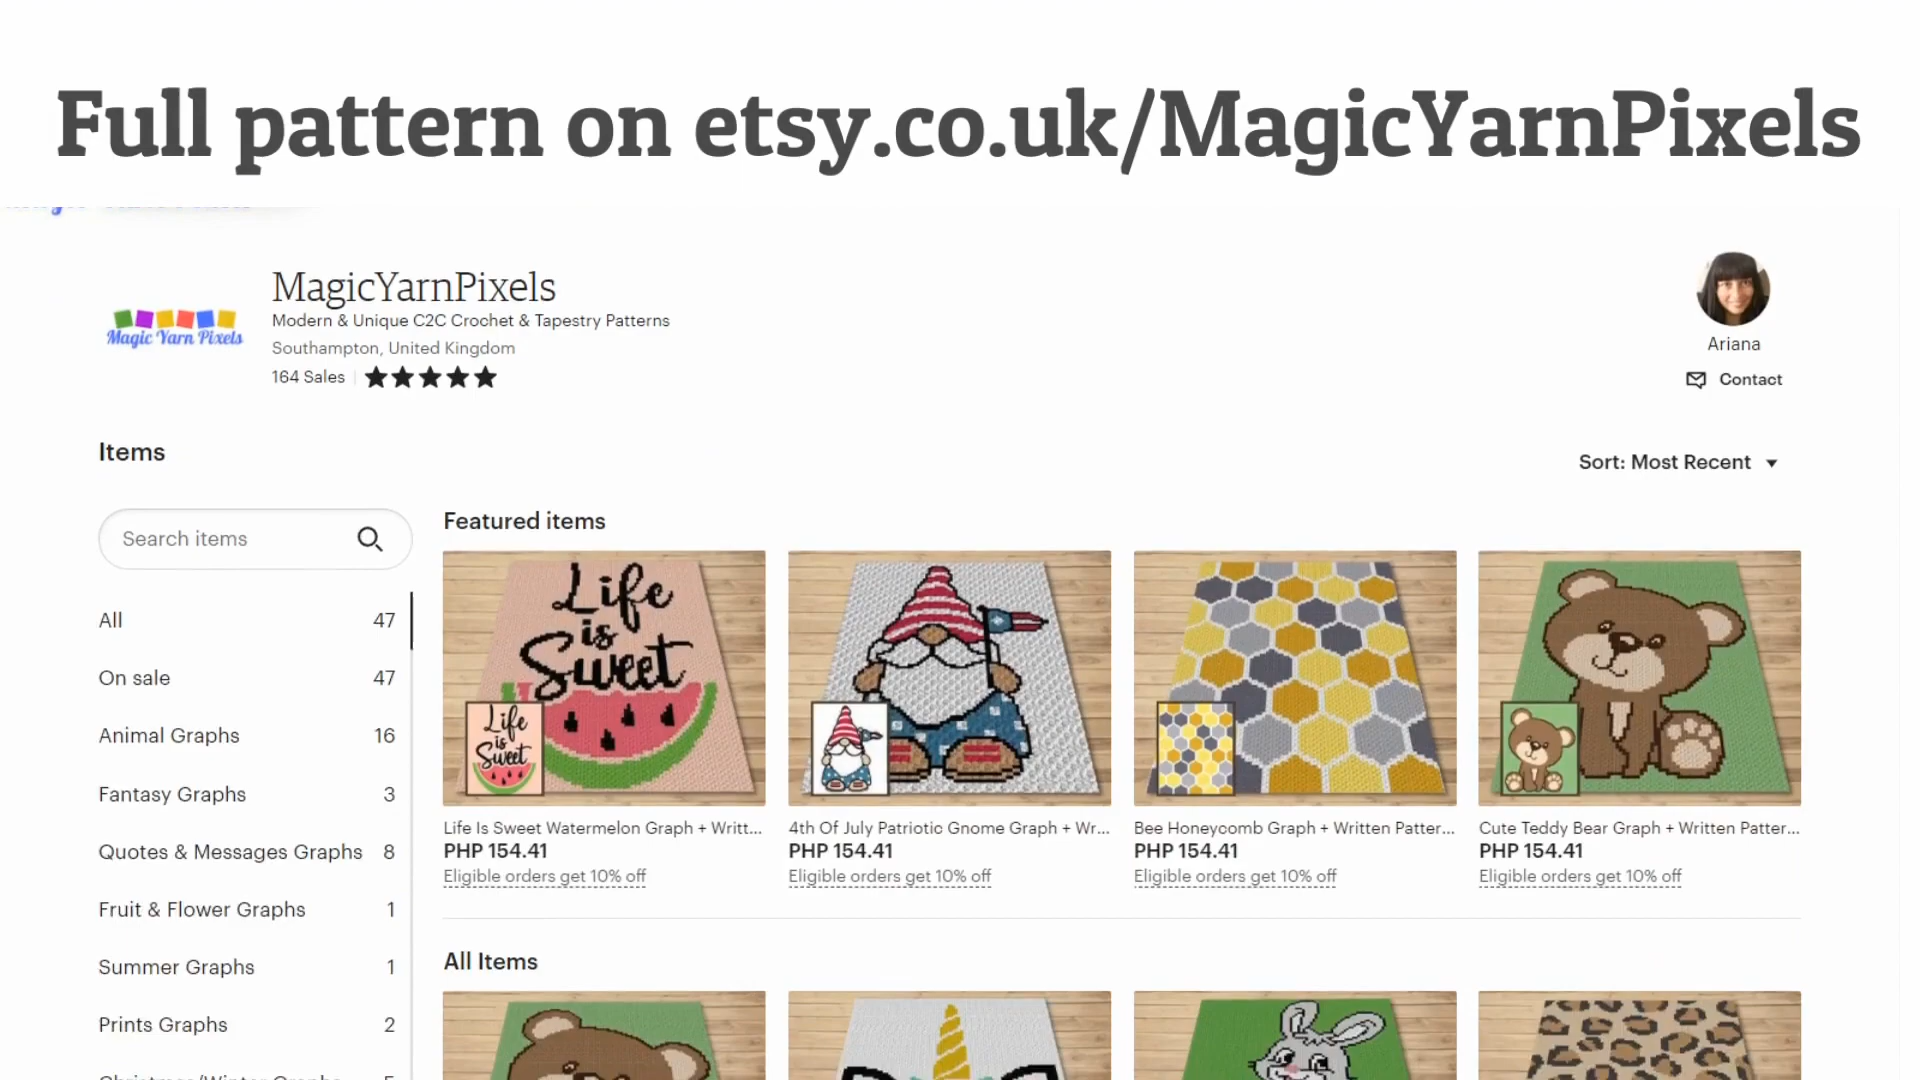 Full pattern on etsy.co.uk/MagicYarnPixels
MagicYarnPixels
Magic Yarn Pixels
Modern & Unique C2C Crochet & Tapestry Patterns
Southampton, United Kingdom
164 Sales
Ariana
Contact
Items
Sort: Most Recent
Search items
Featured items
All 47
On sale 47
Animal Graphs 16
Fantasy Graphs 3
Quotes & Messages Graphs 8
Fruit & Flower Graphs 1
Summer Graphs 1
Prints Graphs 2
Life
is
Sweet
Life
is
Sweet
Life Is Sweet Watermelon Graph + Writt...
PHP 154.41
Eligible orders get 10% off
4th Of July Patriotic Gnome Graph + Wr...
PHP 154.41
Eligible orders get 10% off
Bee Honeycomb Graph + Written Patter...
PHP 154.41
Eligible orders get 10% off
Cute Teddy Bear Graph + Written Patter...
PHP 154.41
Eligible orders get 10% off
All Items